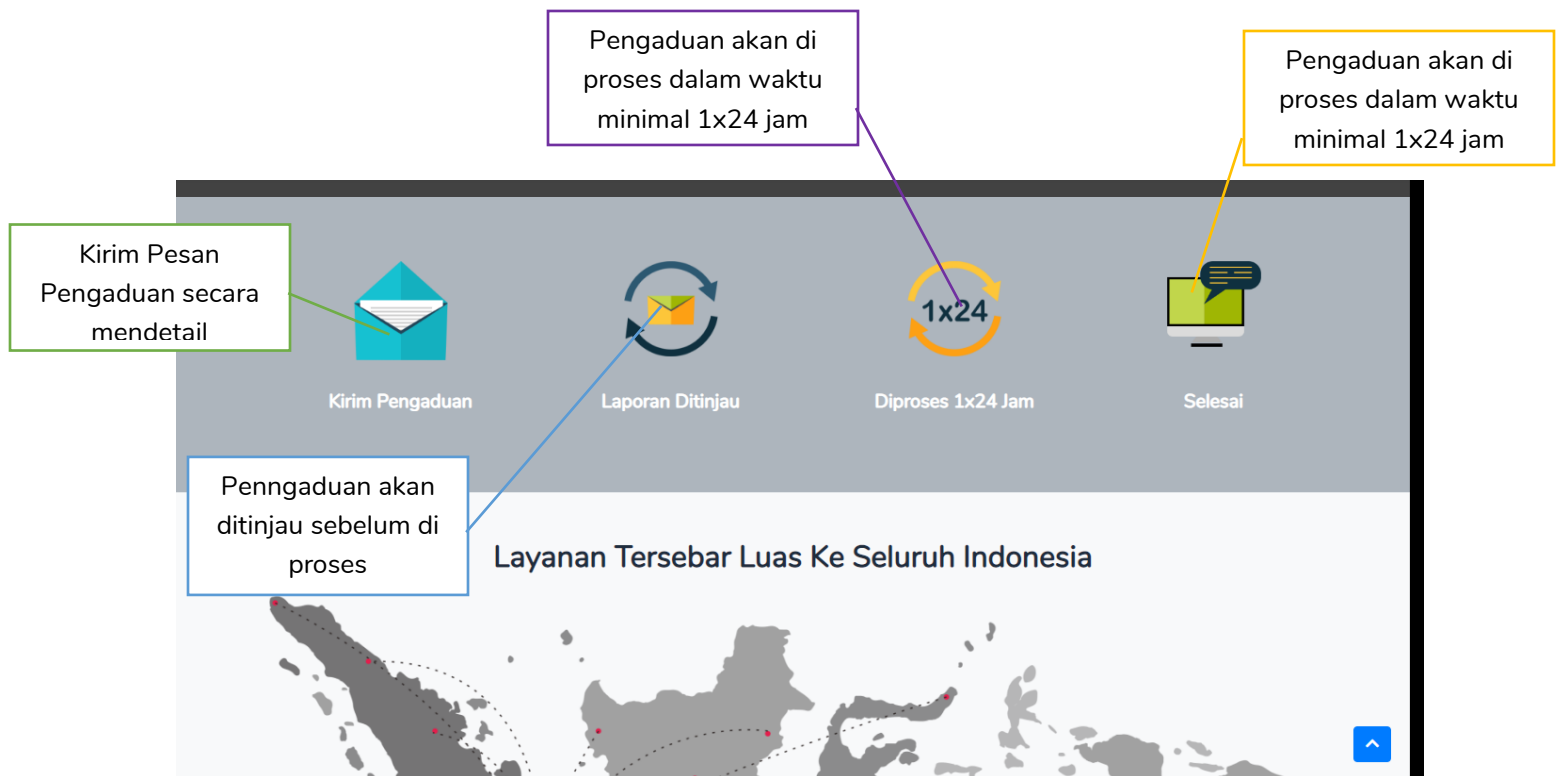 Pengaduan akan di
proses dalam waktu
minimal 1x24 jam
Pengaduan akan di
proses dalam waktu
minimal 1x24 jam
Kirim Pesan
Pengaduan secara
mendetail
1x24
Kirim Pengaduan
Laporan Ditinjau
Diproses 1x24 Jam
Selesai
Penngaduan akan
ditinjau sebelum di
proses
Layanan Tersebar Luas Ke Seluruh Indonesia